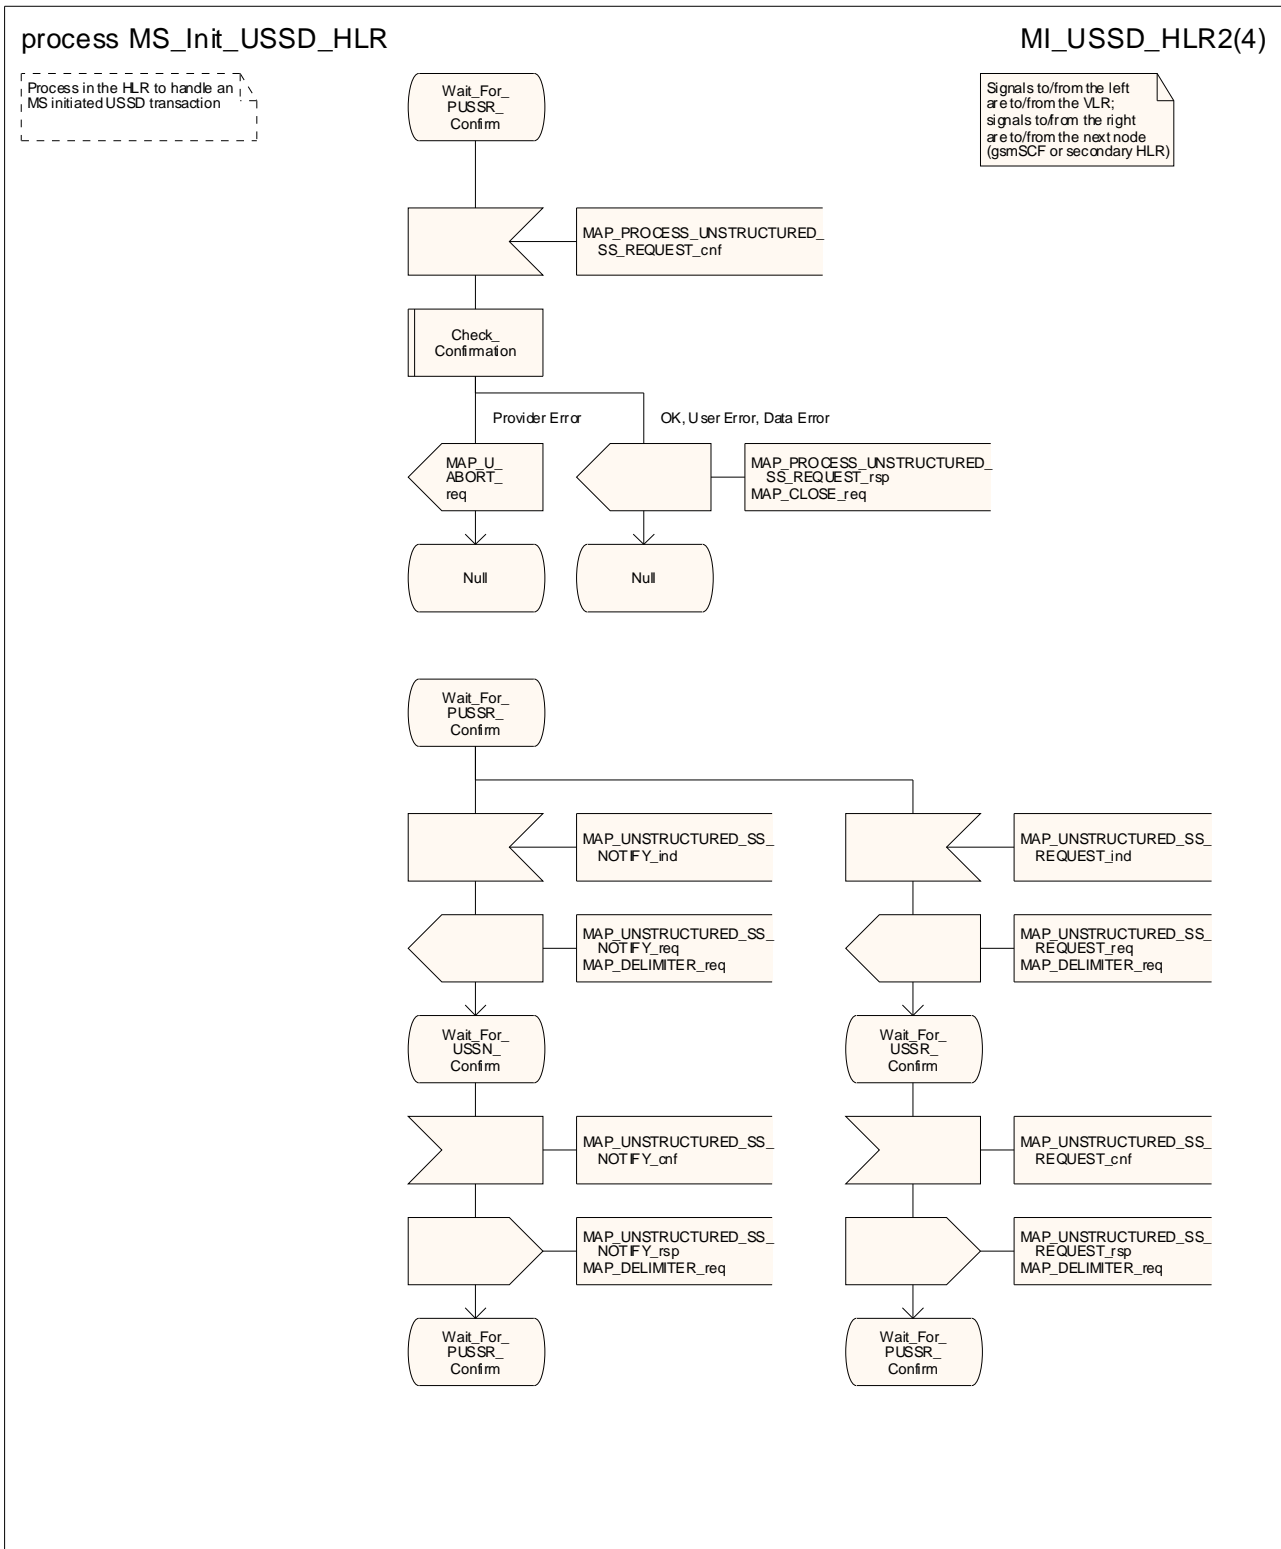 process MS_Init_USSD_HLR
MI_USSD_HLR2(4)
Process in the HLR to handle an
MS initiated USSD transaction
Signals to/from the left
are to/from the VLR;
signals to/from the right
are to/from the next node
(gsmSCF or secondary HLR)
Wait_For_
PUSSR_
Confirm
MAP_PROCESS_UNSTRUCTURED_
SS_REQUEST_cnf
Check_
Confirmation
Provider Error
OK, User Error, Data Error
MAP_U_
ABORT_
req
MAP_PROCESS_UNSTRUCTURED_
SS_REQUEST_rsp
MAP_CLOSE_req
Null
Null
Wait_For_
PUSSR_
Confirm
MAP_UNSTRUCTURED_SS_
NOTIFY_ind
MAP_UNSTRUCTURED_SS_
REQUEST_ind
MAP_UNSTRUCTURED_SS_
NOTIFY_req
MAP_DELIMITER_req
MAP_UNSTRUCTURED_SS_
REQUEST_req
MAP_DELIMITER_req
Wait_For_
USSN_
Confirm
Wait_For_
USSR_
Confirm
MAP_UNSTRUCTURED_SS_
NOTIFY_cnf
MAP_UNSTRUCTURED_SS_
REQUEST_cnf
MAP_UNSTRUCTURED_SS_
NOTIFY_rsp
MAP_DELIMITER_req
MAP_UNSTRUCTURED_SS_
REQUEST_rsp
MAP_DELIMITER_req
Wait_For_
PUSSR_
Confirm
Wait_For_
PUSSR_
Confirm